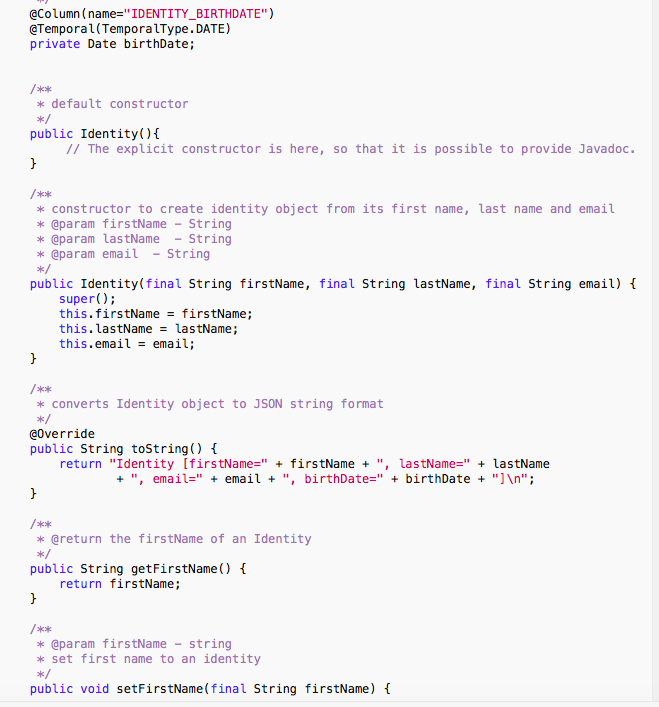 */
@Column(name="IDENTITY_BIRTHDATE")
@Temporal(TemporalType.DATE)
private Date birthDate;
/**
* default constructor
*/
public Identity(){
// The explicit constructor is here, so that it is possible to provide Javadoc.
}
/**
* constructor to create identity object from its first name, last name and email
* @param firstName – String
* @param lastName  – String
* @param email  – String
*/
public Identity(final String firstName, final String lastName, final String email) {
super();
this.firstName = firstName;
this.lastName = lastName;
this.email = email;
}
/**
* converts Identity object to JSON string format
*/
@Override
public String toString() {
return "Identity [firstName=" + firstName + ", lastName=" + lastName
+ ", email=" + email + ", birthDate=" + birthDate + "]\n";
}
/**
* @return the firstName of an Identity
*/
public String getFirstName() {
return firstName;
}
/**
* @param firstName – string
* set first name to an identity
*/
public void setFirstName(final String firstName) {